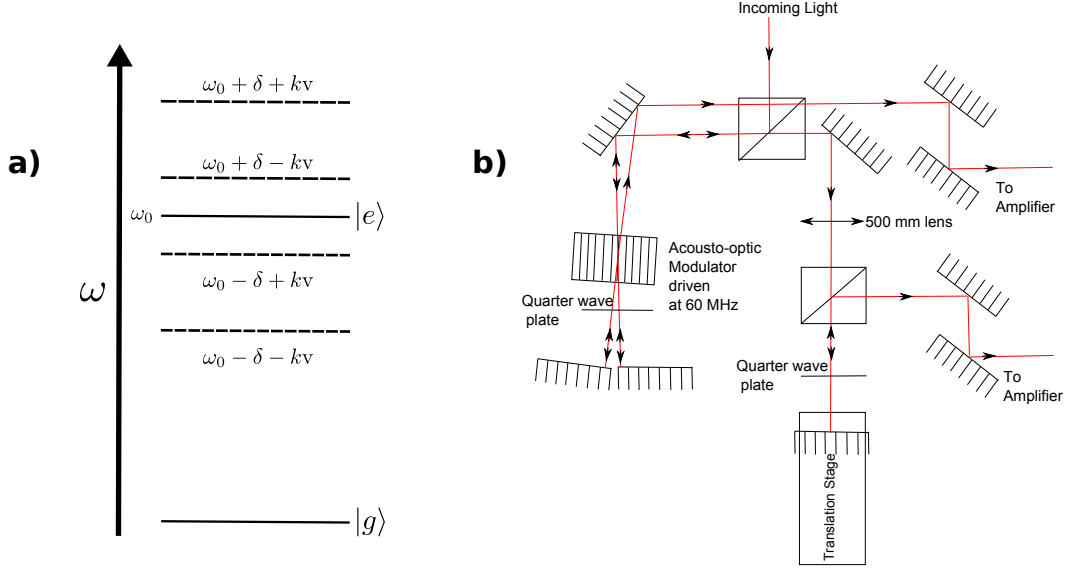 a)
ω₀ + δ + kv
ω₀ + δ − kv
ω₀
|e⟩
ω₀ − δ + kv
ω
ω₀ − δ − kv
|g⟩
b)
Incoming Light
To
Amplifier
500 mm lens
Acousto-optic
Modulator
driven
at 60 MHz
Quarter wave
plate
Quarter wave
plate
To
Amplifier
Translation Stage